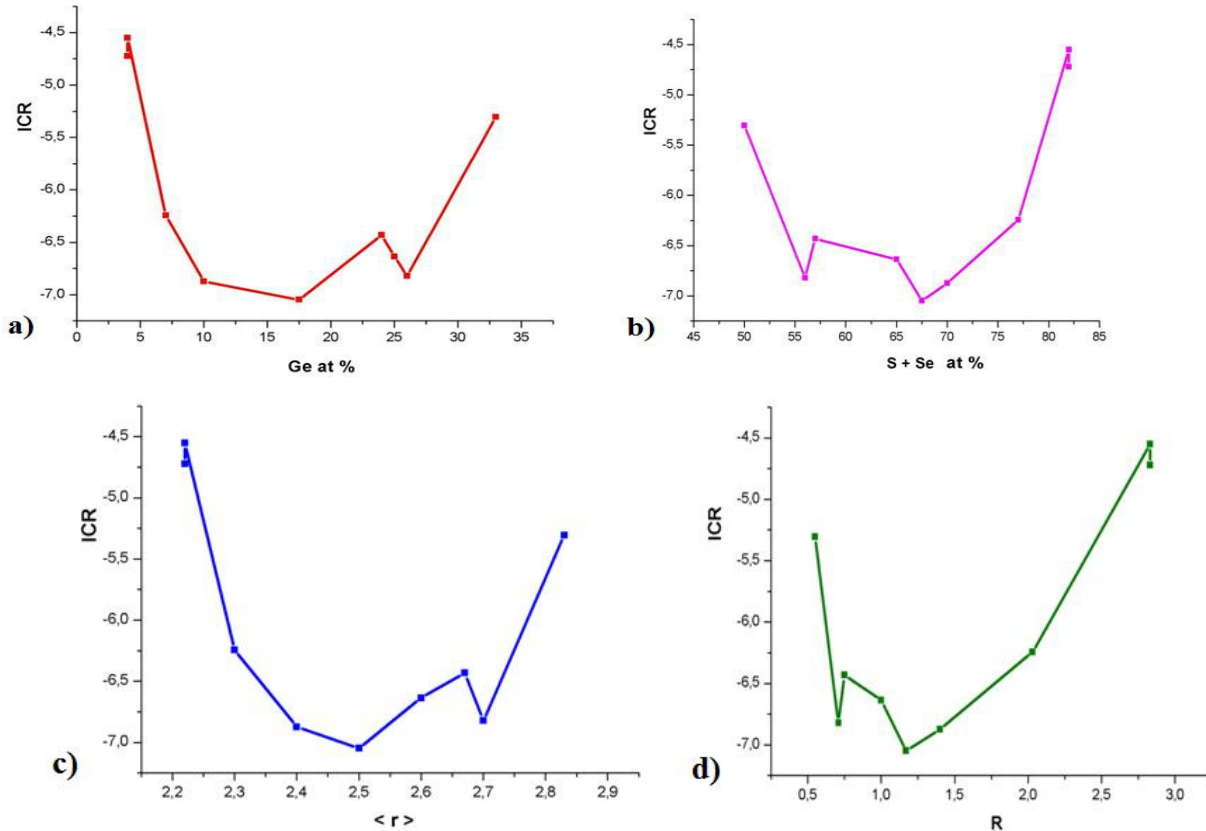 -4,5
-5,0
-5,5
-6,0
-6,5
-7,0
ICR
0 5 10 15 20 25 30 35
Ge at %
a)
-4,5
-5,0
-5,5
-6,0
-6,5
-7,0
ICR
45 50 55 60 65 70 75 80 85
S + Se at %
b)
-4,5
-5,0
-5,5
-6,0
-6,5
-7,0
ICR
2,2 2,3 2,4 2,5 2,6 2,7 2,8 2,9
< r >
c)
-4,5
-5,0
-5,5
-6,0
-6,5
-7,0
ICR
0,5 1,0 1,5 2,0 2,5 3,0
R
d)